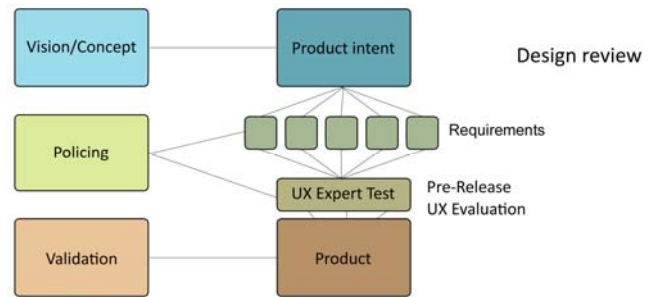 Vision/Concept
Product intent
Design review
Requirements
Policing
UX Expert Test
Pre-Release
UX Evaluation
Validation
Product